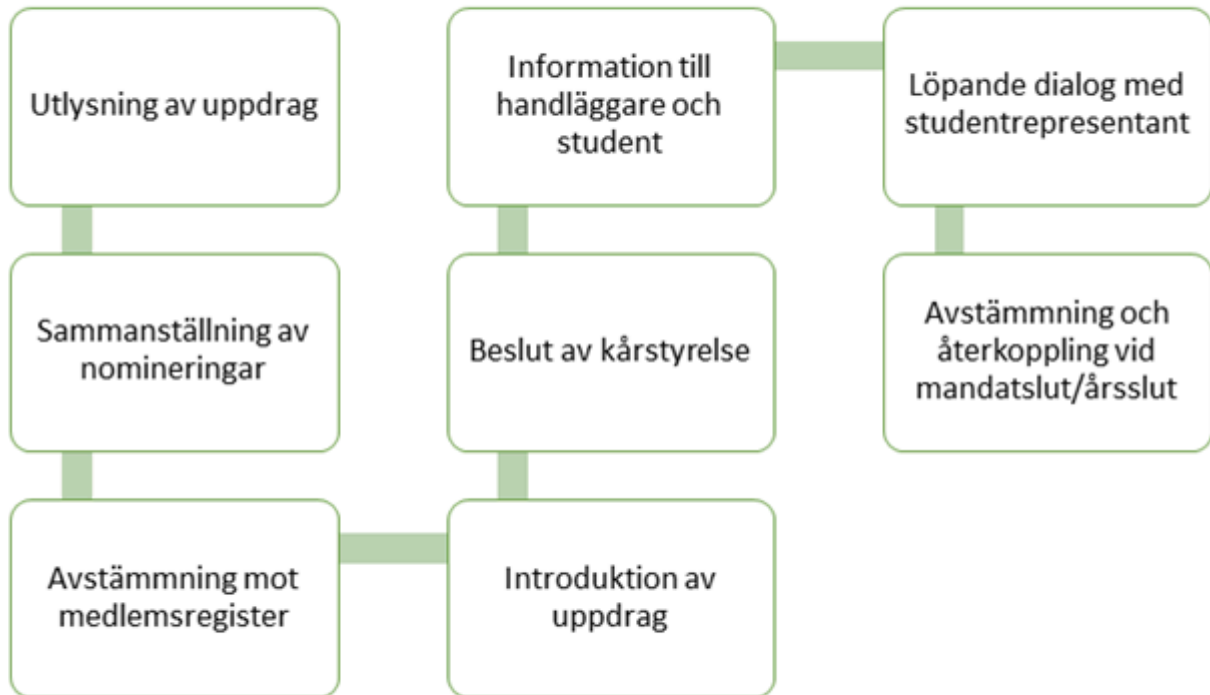 Utlysning av uppdrag
Sammanställning av
nomineringar
Avstämmning mot
medlemsregister
Introduktion av
uppdrag
Beslut av kårstyrelse
Information till
handläggare och
student
Löpande dialog med
studentrepresentant
Avstämmning och
återkoppling vid
mandatslut/årsslut